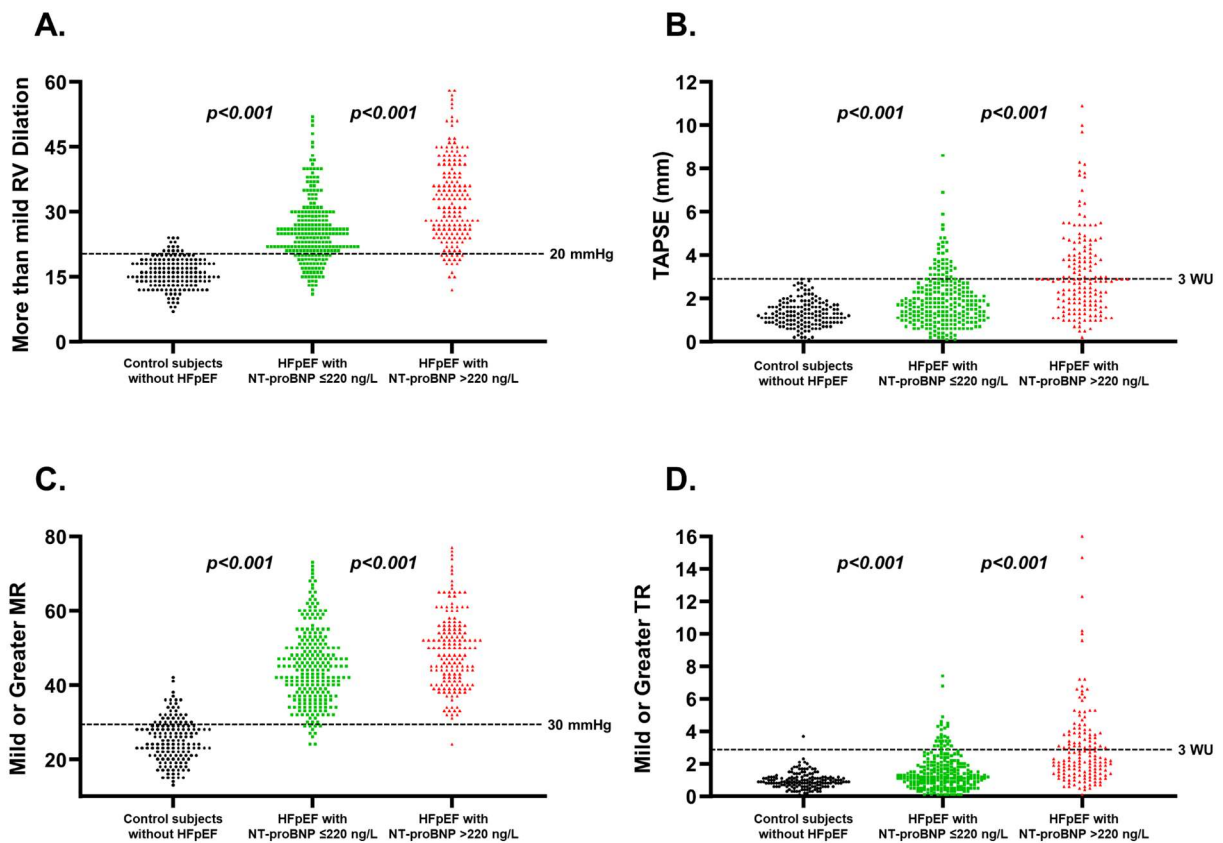 A.
More than mild RV Dilation
60
45
30
15
0
p<0.001
p<0.001
20 mmHg
Control subjects
without HFpEF
HFpEF with
NT-proBNP ≤220 ng/L
HFpEF with
NT-proBNP >220 ng/L
B.
TAPSE (mm)
12
10
8
6
4
2
0
p<0.001
p<0.001
3 WU
Control subjects
without HFpEF
HFpEF with
NT-proBNP ≤220 ng/L
HFpEF with
NT-proBNP >220 ng/L
C.
Mild or Greater MR
80
60
40
20
p<0.001
p<0.001
30 mmHg
Control subjects
without HFpEF
HFpEF with
NT-proBNP ≤220 ng/L
HFpEF with
NT-proBNP >220 ng/L
D.
Mild or Greater TR
16
14
12
10
8
6
4
2
0
p<0.001
p<0.001
3 WU
Control subjects
without HFpEF
HFpEF with
NT-proBNP ≤220 ng/L
HFpEF with
NT-proBNP >220 ng/L